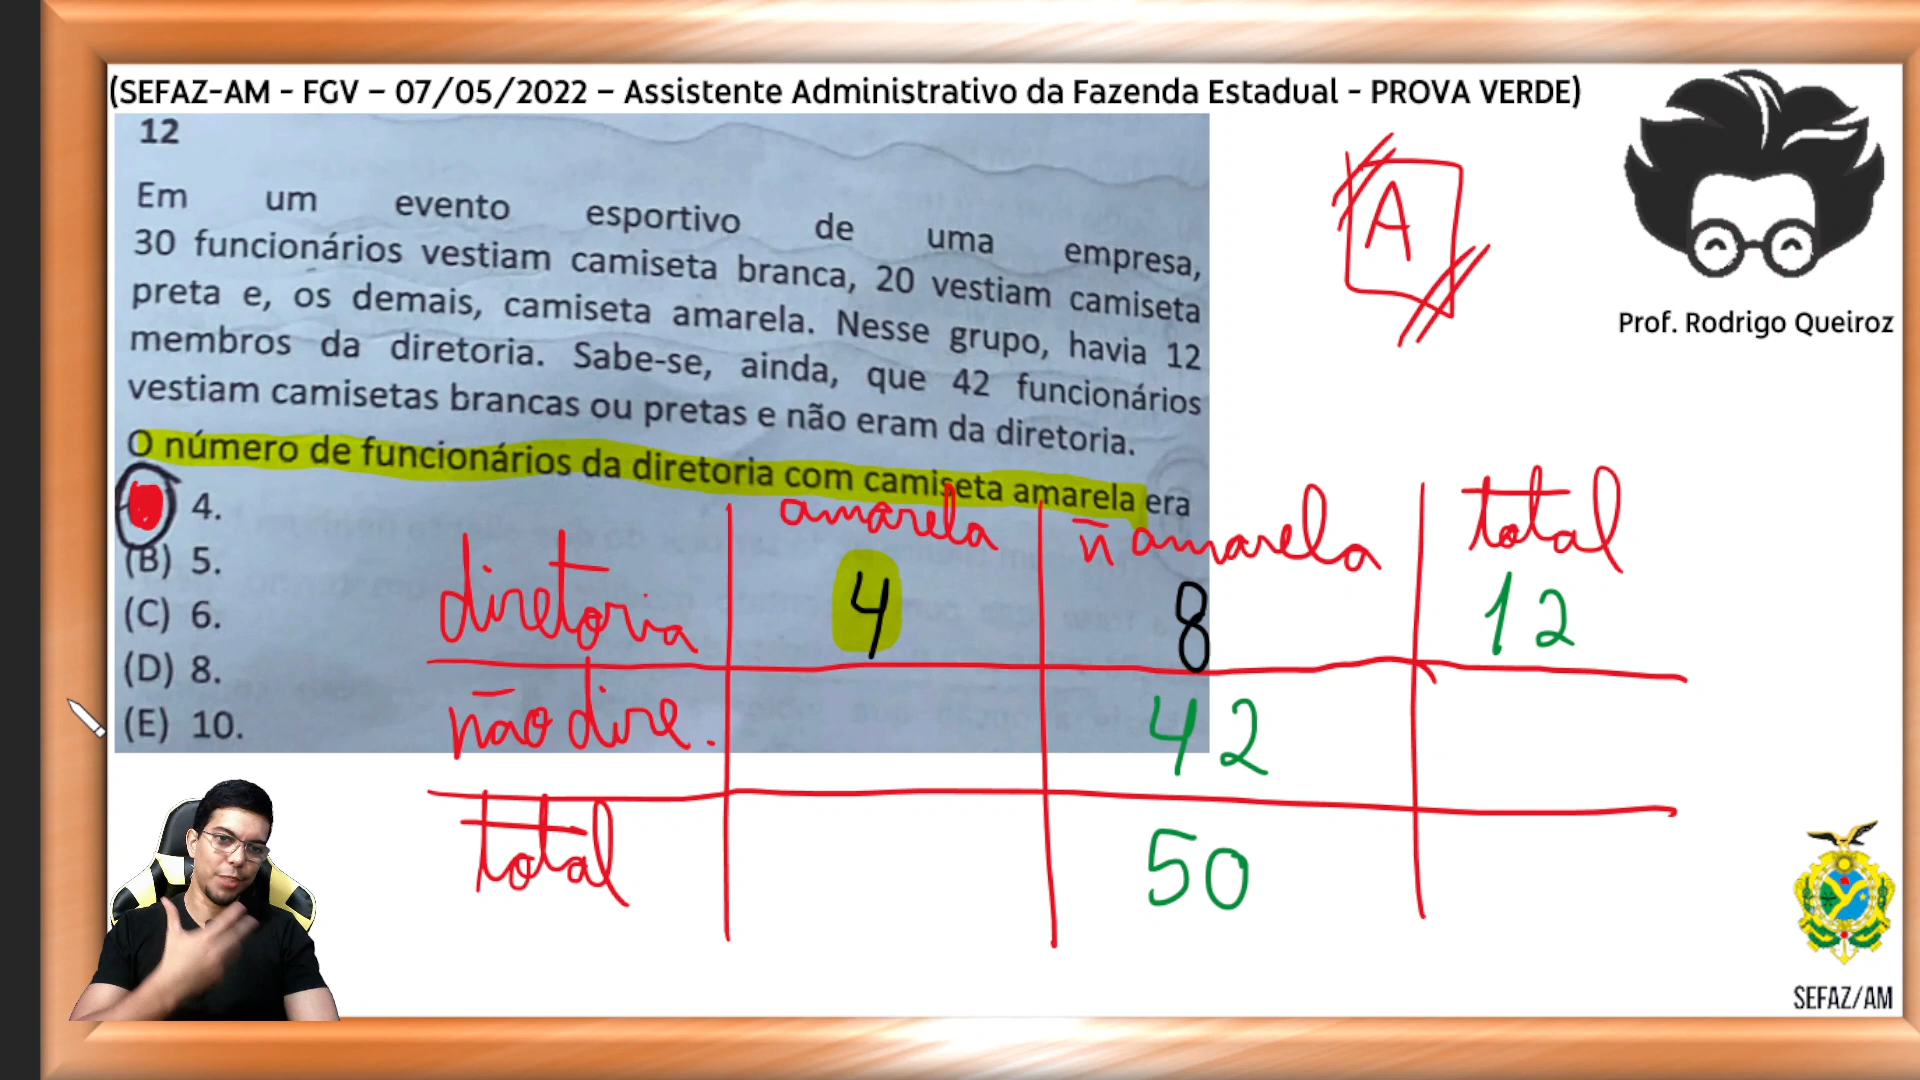 (SEFAZ-AM - FGV – 07/05/2022 – Assistente Administrativo da Fazenda Estadual - PROVA VERDE)
12
Em um evento esportivo de uma empresa,
30 funcionários vestiam camiseta branca, 20 vestiam camiseta
preta e, os demais, camiseta amarela. Nesse grupo, havia 12
membros da diretoria. Sabe-se, ainda, que 42 funcionários
vestiam camisetas brancas ou pretas e não eram da diretoria.
O número de funcionários da diretoria com camiseta amarela era
4.
(B) 5.
(C) 6.
(D) 8.
(E) 10.
A
Prof. Rodrigo Queiroz
amarela n̄ amarela total
diretoria 4 8 12
não dire. 42
total 50
SEFAZ/AM